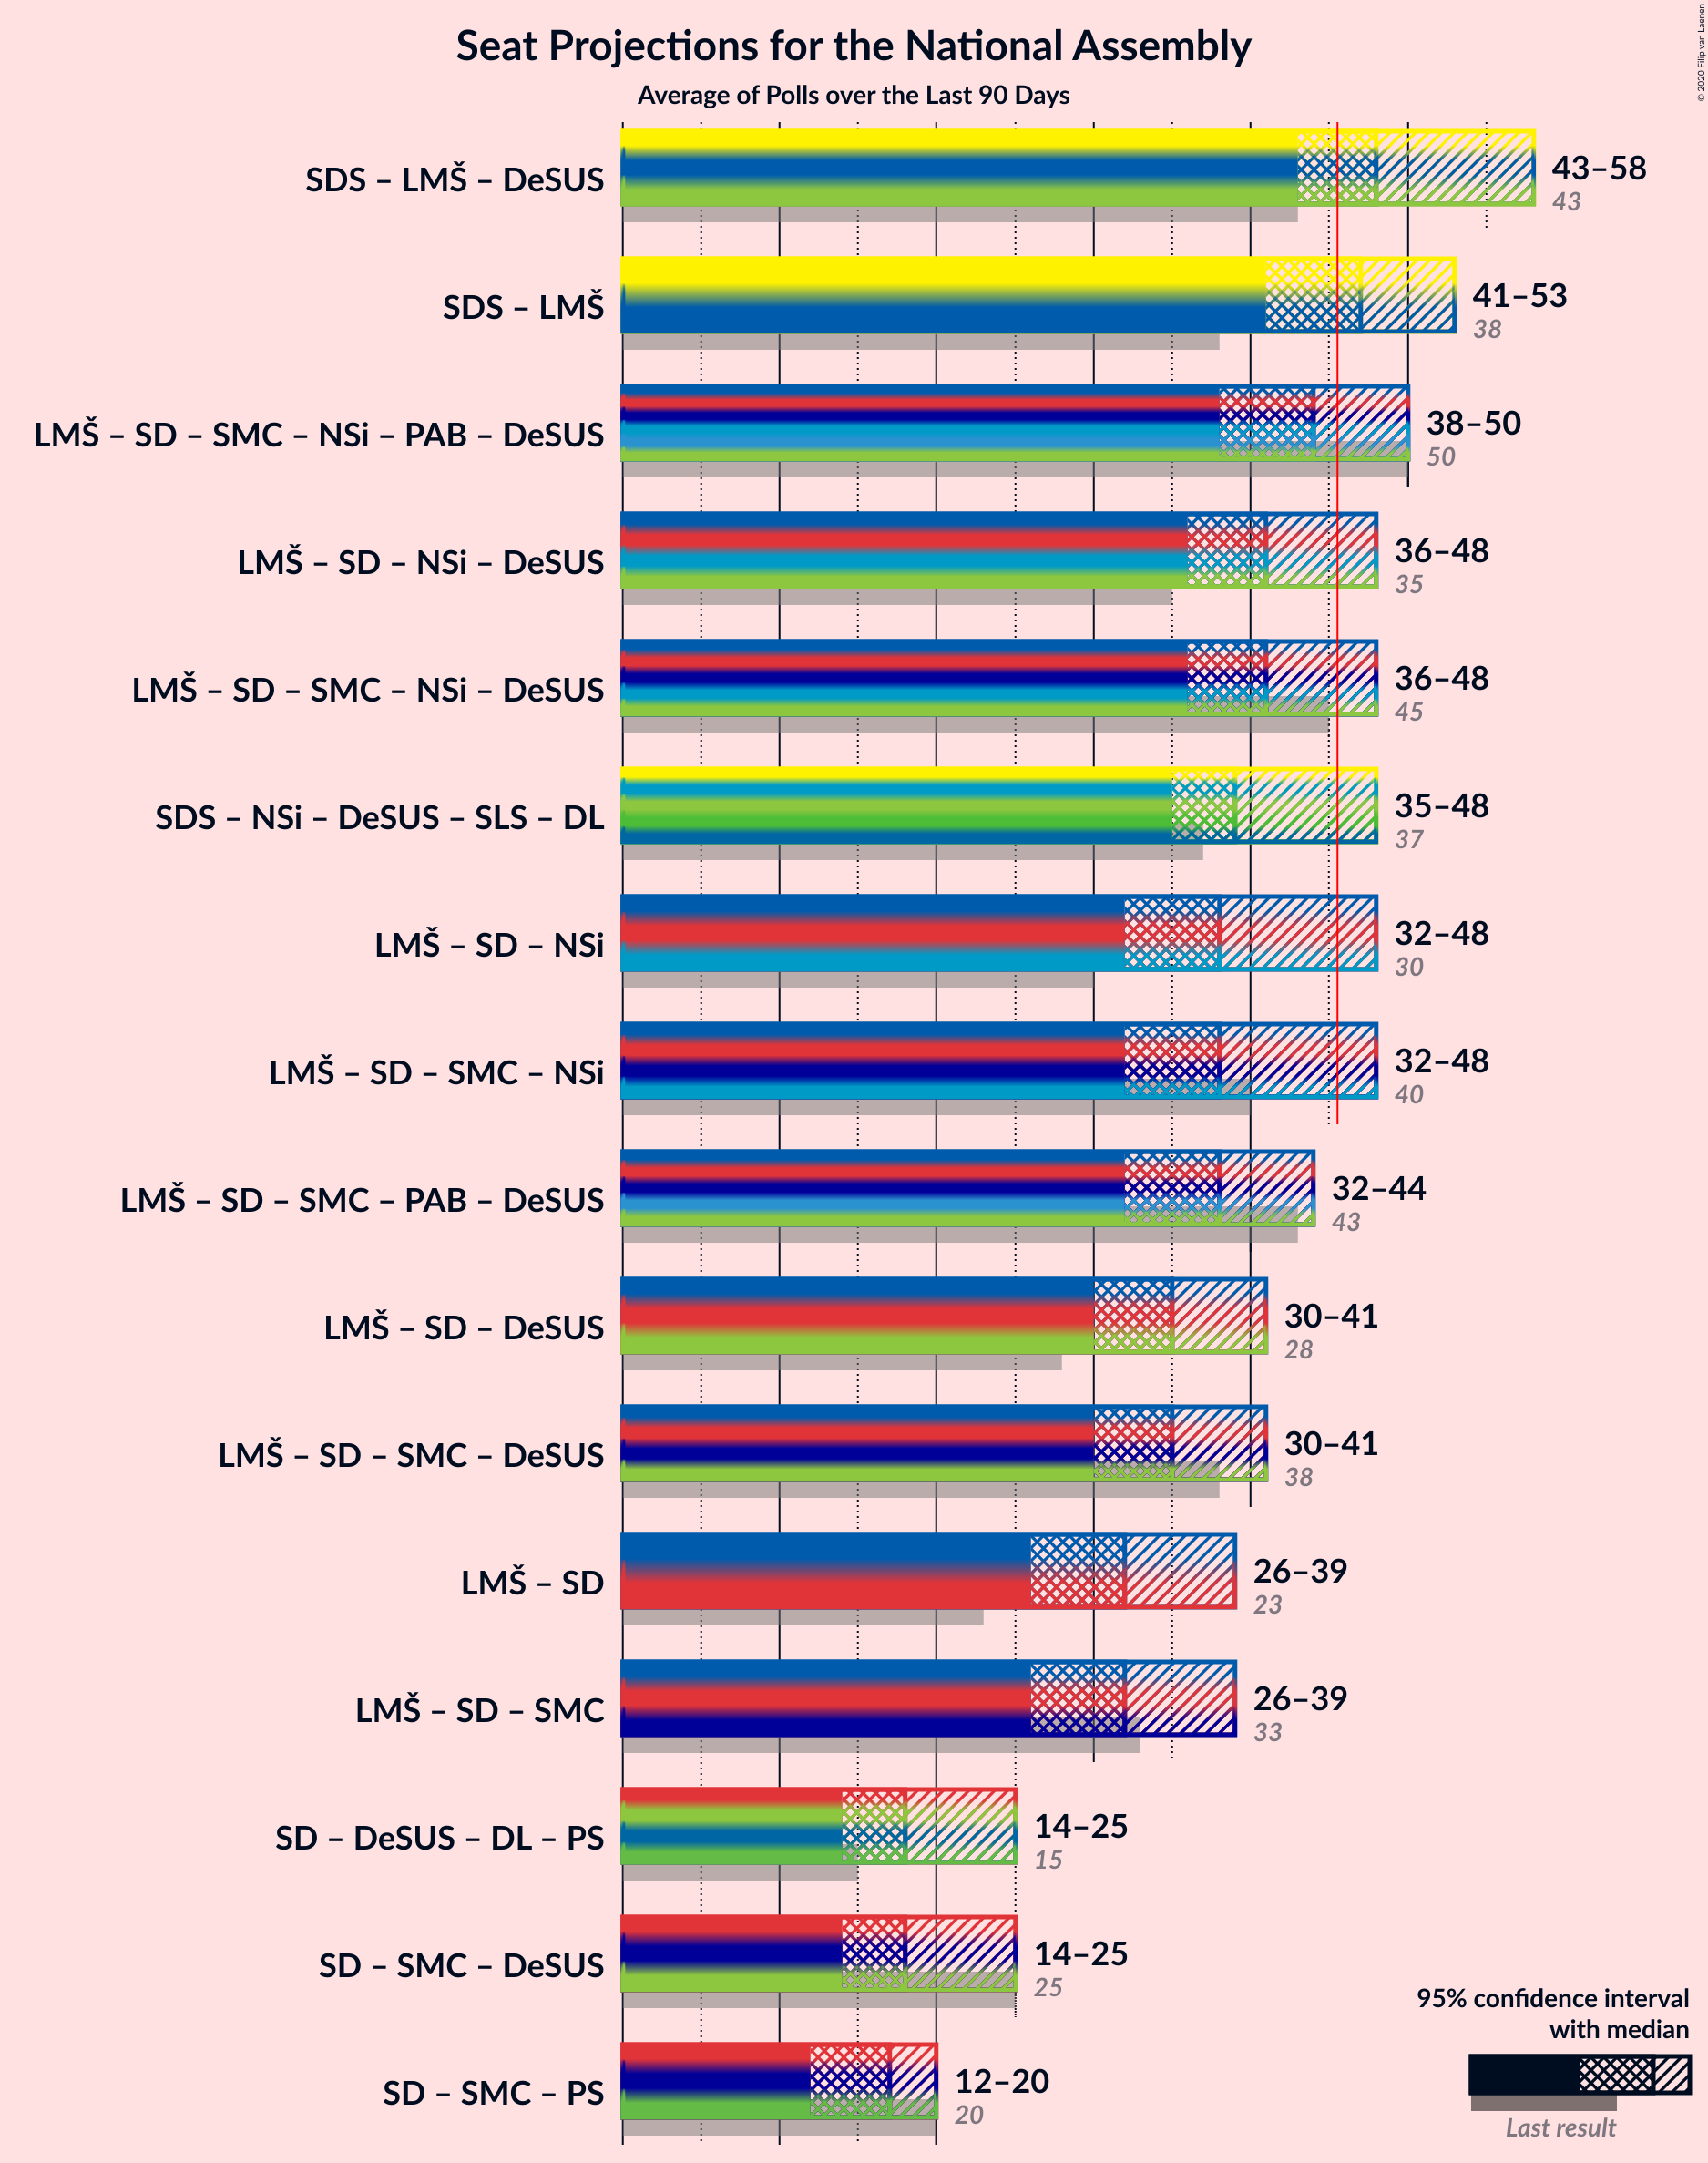 Seat Projections for the National Assembly
Average of Polls over the Last 90 Days
© 2020 Filip van Laenen
SDS – LMŠ – DeSUS
43–58
43
SDS – LMŠ
41–53
38
LMŠ – SD – SMC – NSi – PAB – DeSUS
38–50
50
LMŠ – SD – NSi – DeSUS
36–48
35
LMŠ – SD – SMC – NSi – DeSUS
36–48
45
SDS – NSi – DeSUS – SLS – DL
35–48
37
LMŠ – SD – NSi
32–48
30
LMŠ – SD – SMC – NSi
32–48
40
LMŠ – SD – SMC – PAB – DeSUS
32–44
43
LMŠ – SD – DeSUS
30–41
28
LMŠ – SD – SMC – DeSUS
30–41
38
LMŠ – SD
26–39
23
LMŠ – SD – SMC
26–39
33
SD – DeSUS – DL – PS
14–25
15
SD – SMC – DeSUS
14–25
25
SD – SMC – PS
12–20
20
95% confidence interval
with median
Last result